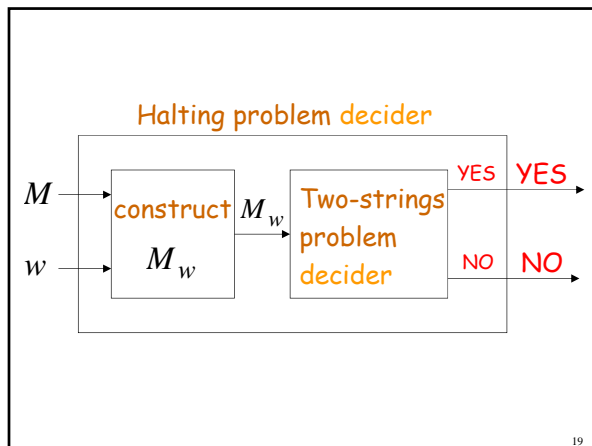 Halting problem decider
M
w
construct
M_w
M_w
Two-strings
problem
decider
YES
YES
NO
NO
19